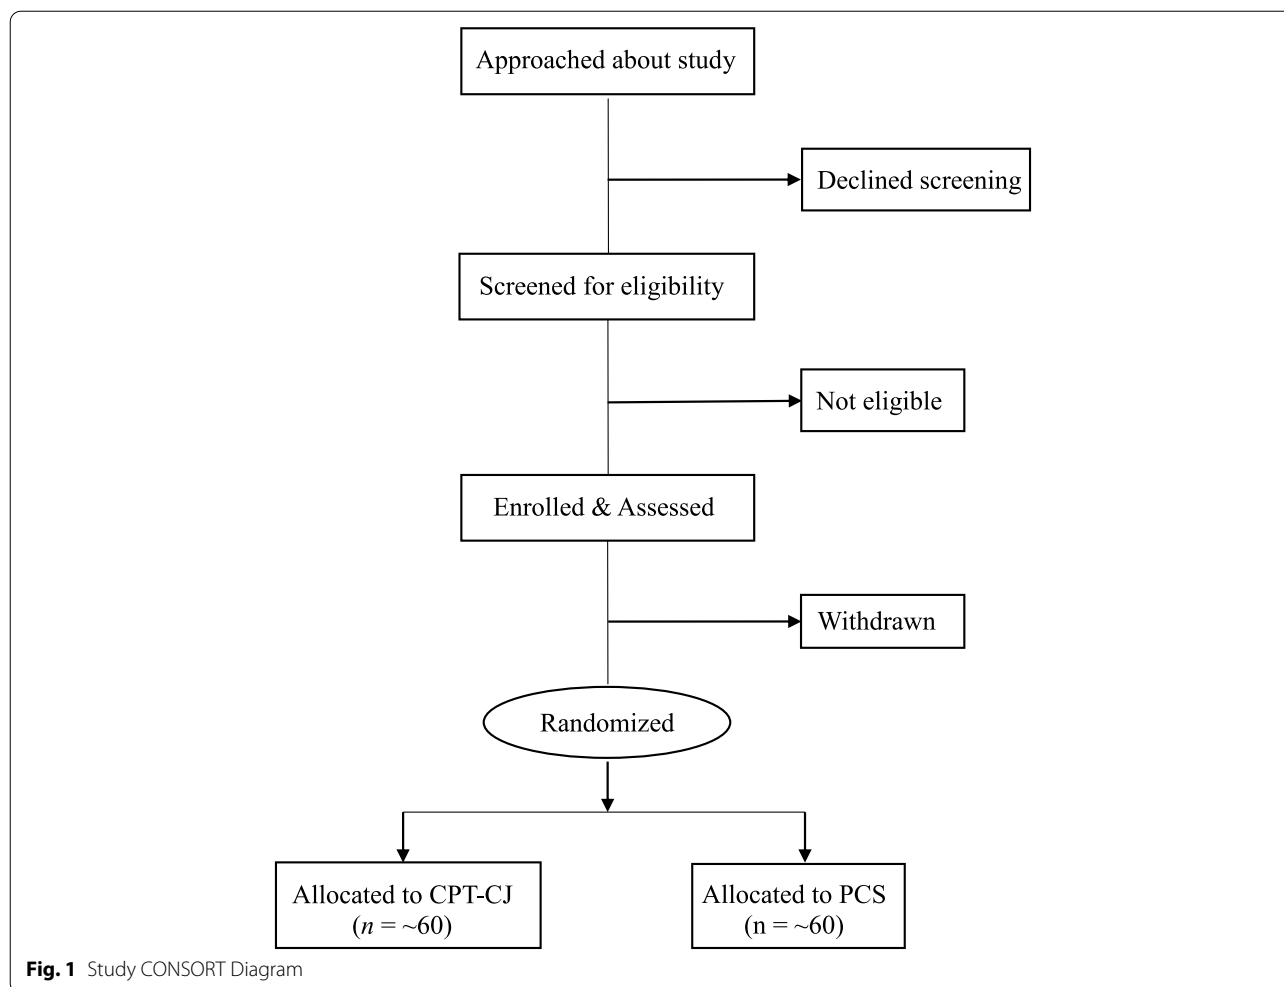 Approached about study
Declined screening
Screened for eligibility
Not eligible
Enrolled & Assessed
Withdrawn
Randomized
Allocated to CPT-CJ
(n = ~60)
Allocated to PCS
(n = ~60)
Fig. 1 Study CONSORT Diagram